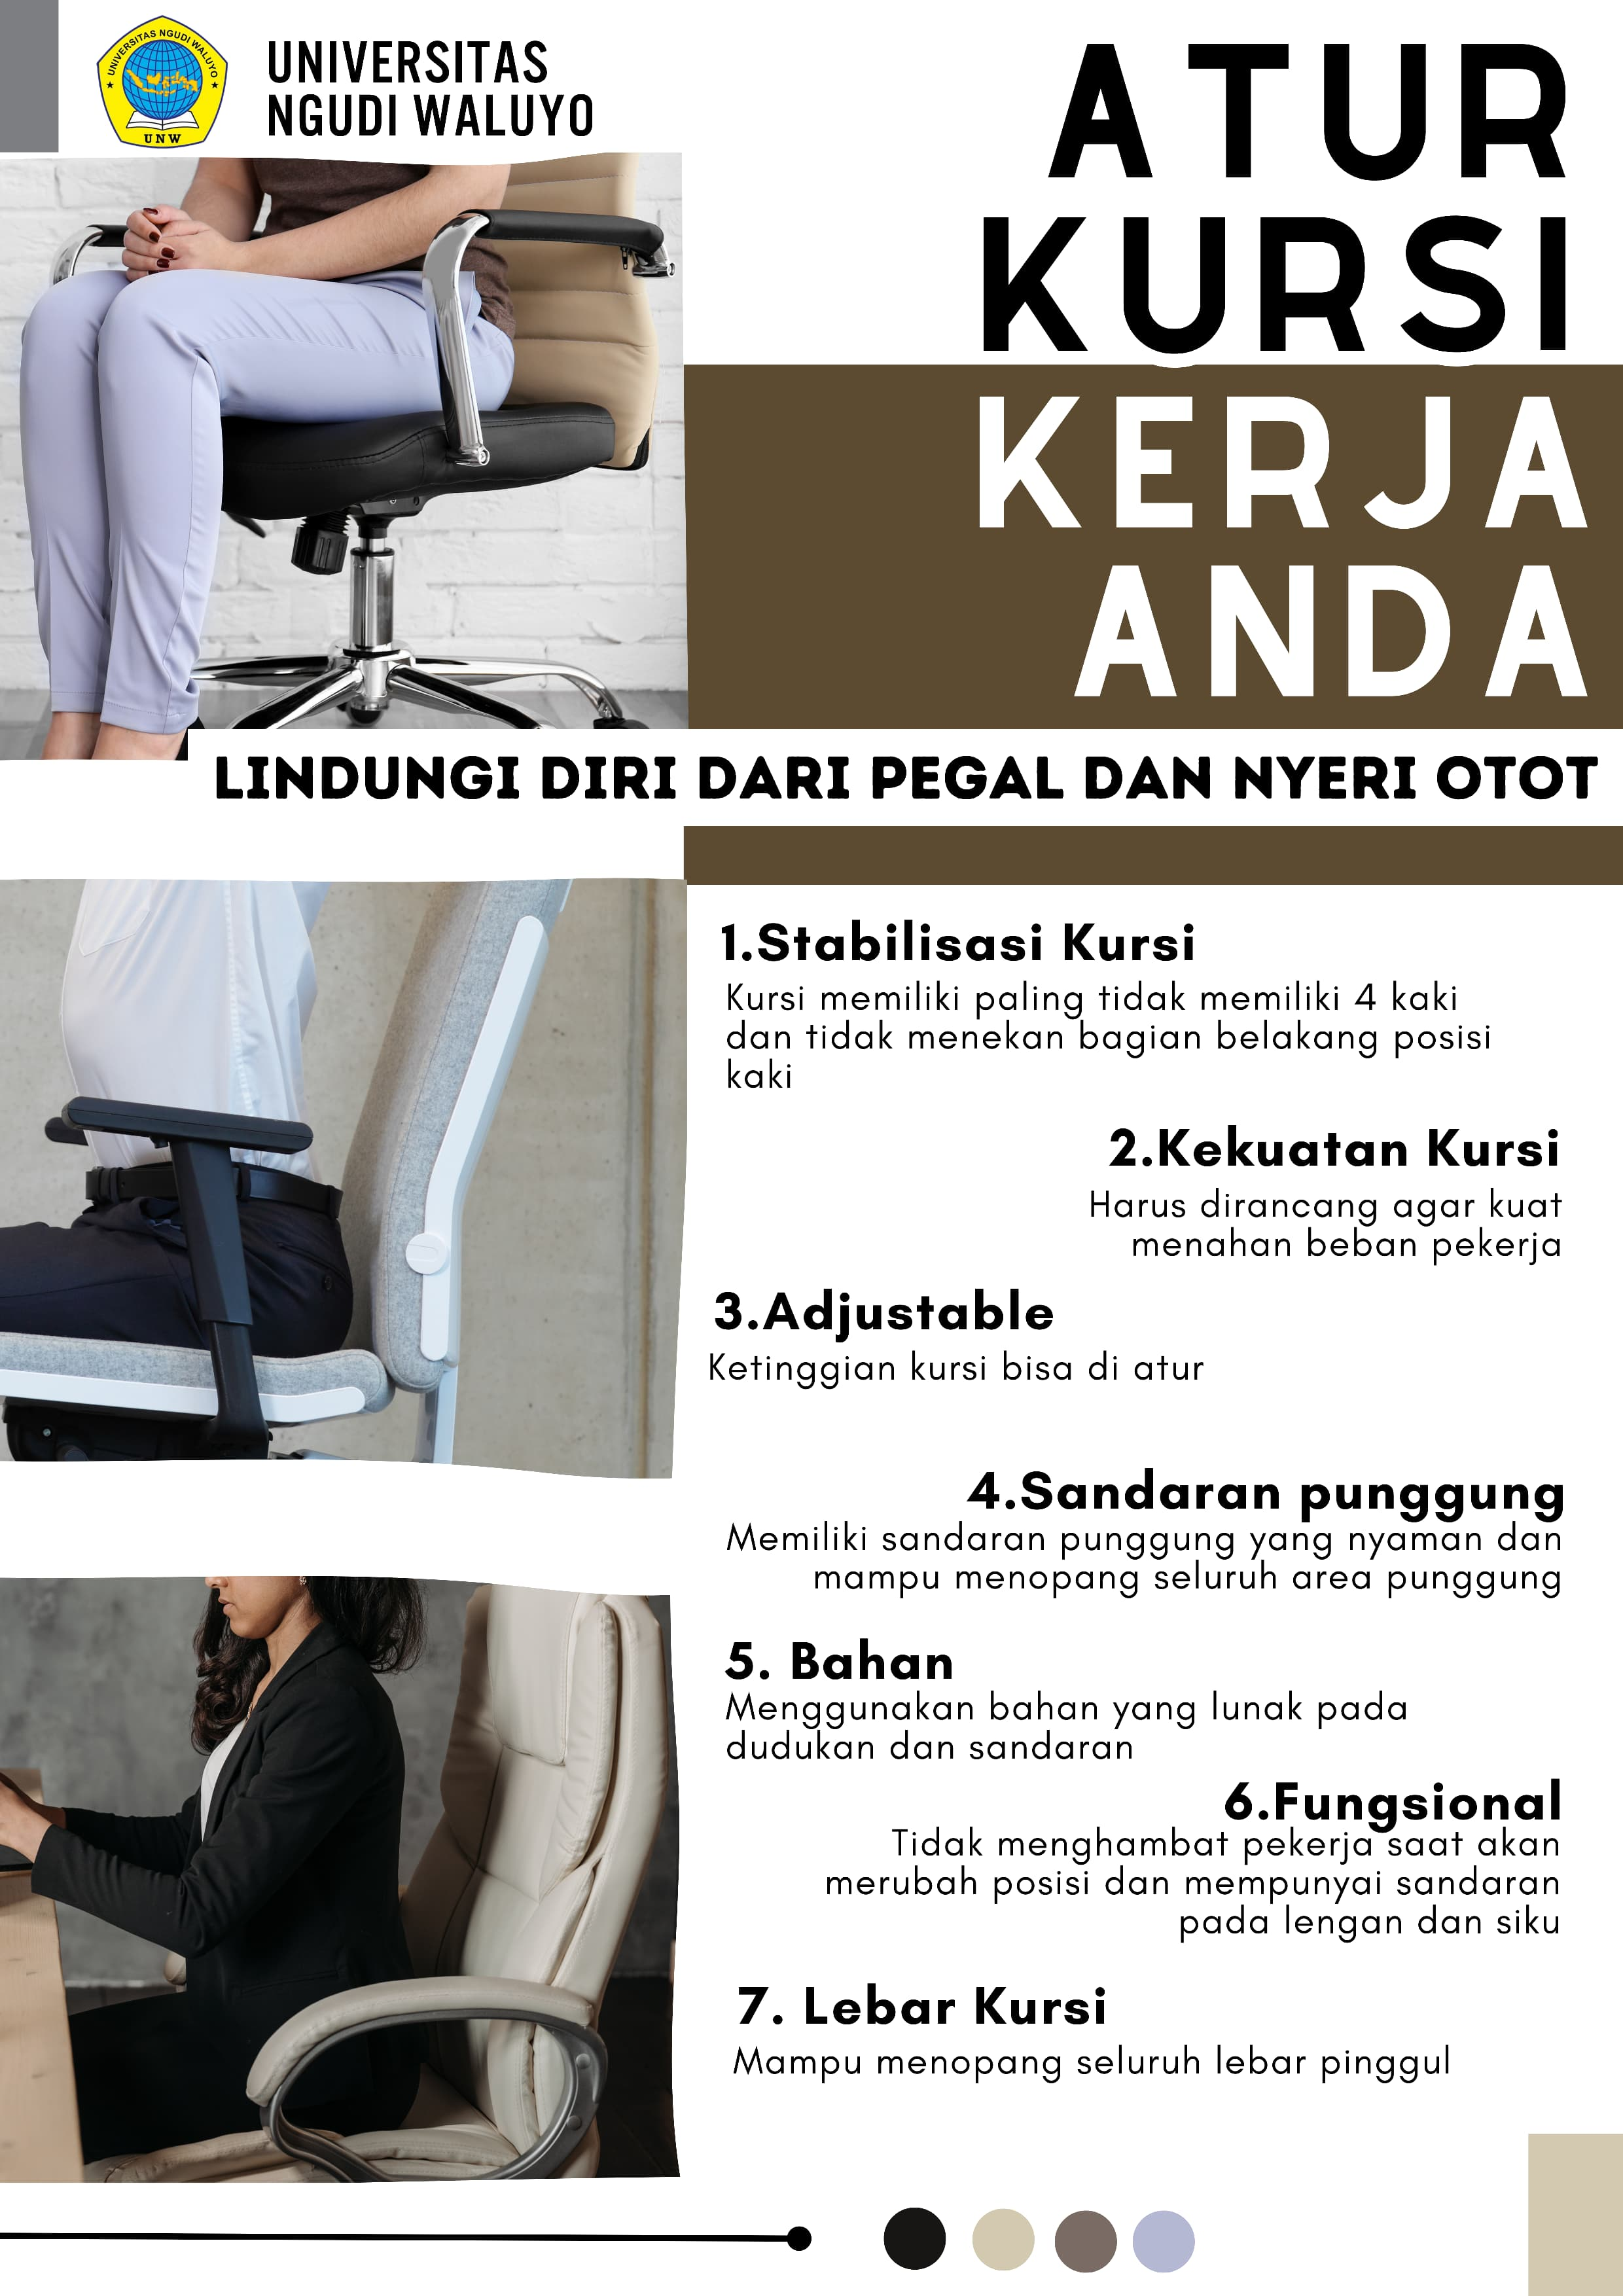 UNIVERSITAS NGUDI WALUYO
UNW
UNIVERSITAS
NGUDI WALUYO
ATUR
KURSI
KERJA
ANDA
LINDUNGI DIRI DARI PEGAL DAN NYERI OTOT
1.Stabilisasi Kursi
Kursi memiliki paling tidak memiliki 4 kaki
dan tidak menekan bagian belakang posisi
kaki
2.Kekuatan Kursi
Harus dirancang agar kuat
menahan beban pekerja
3.Adjustable
Ketinggian kursi bisa di atur
4.Sandaran punggung
Memiliki sandaran punggung yang nyaman dan
mampu menopang seluruh area punggung
5. Bahan
Menggunakan bahan yang lunak pada
dudukan dan sandaran
6.Fungsional
Tidak menghambat pekerja saat akan
merubah posisi dan mempunyai sandaran
pada lengan dan siku
7. Lebar Kursi
Mampu menopang seluruh lebar pinggul